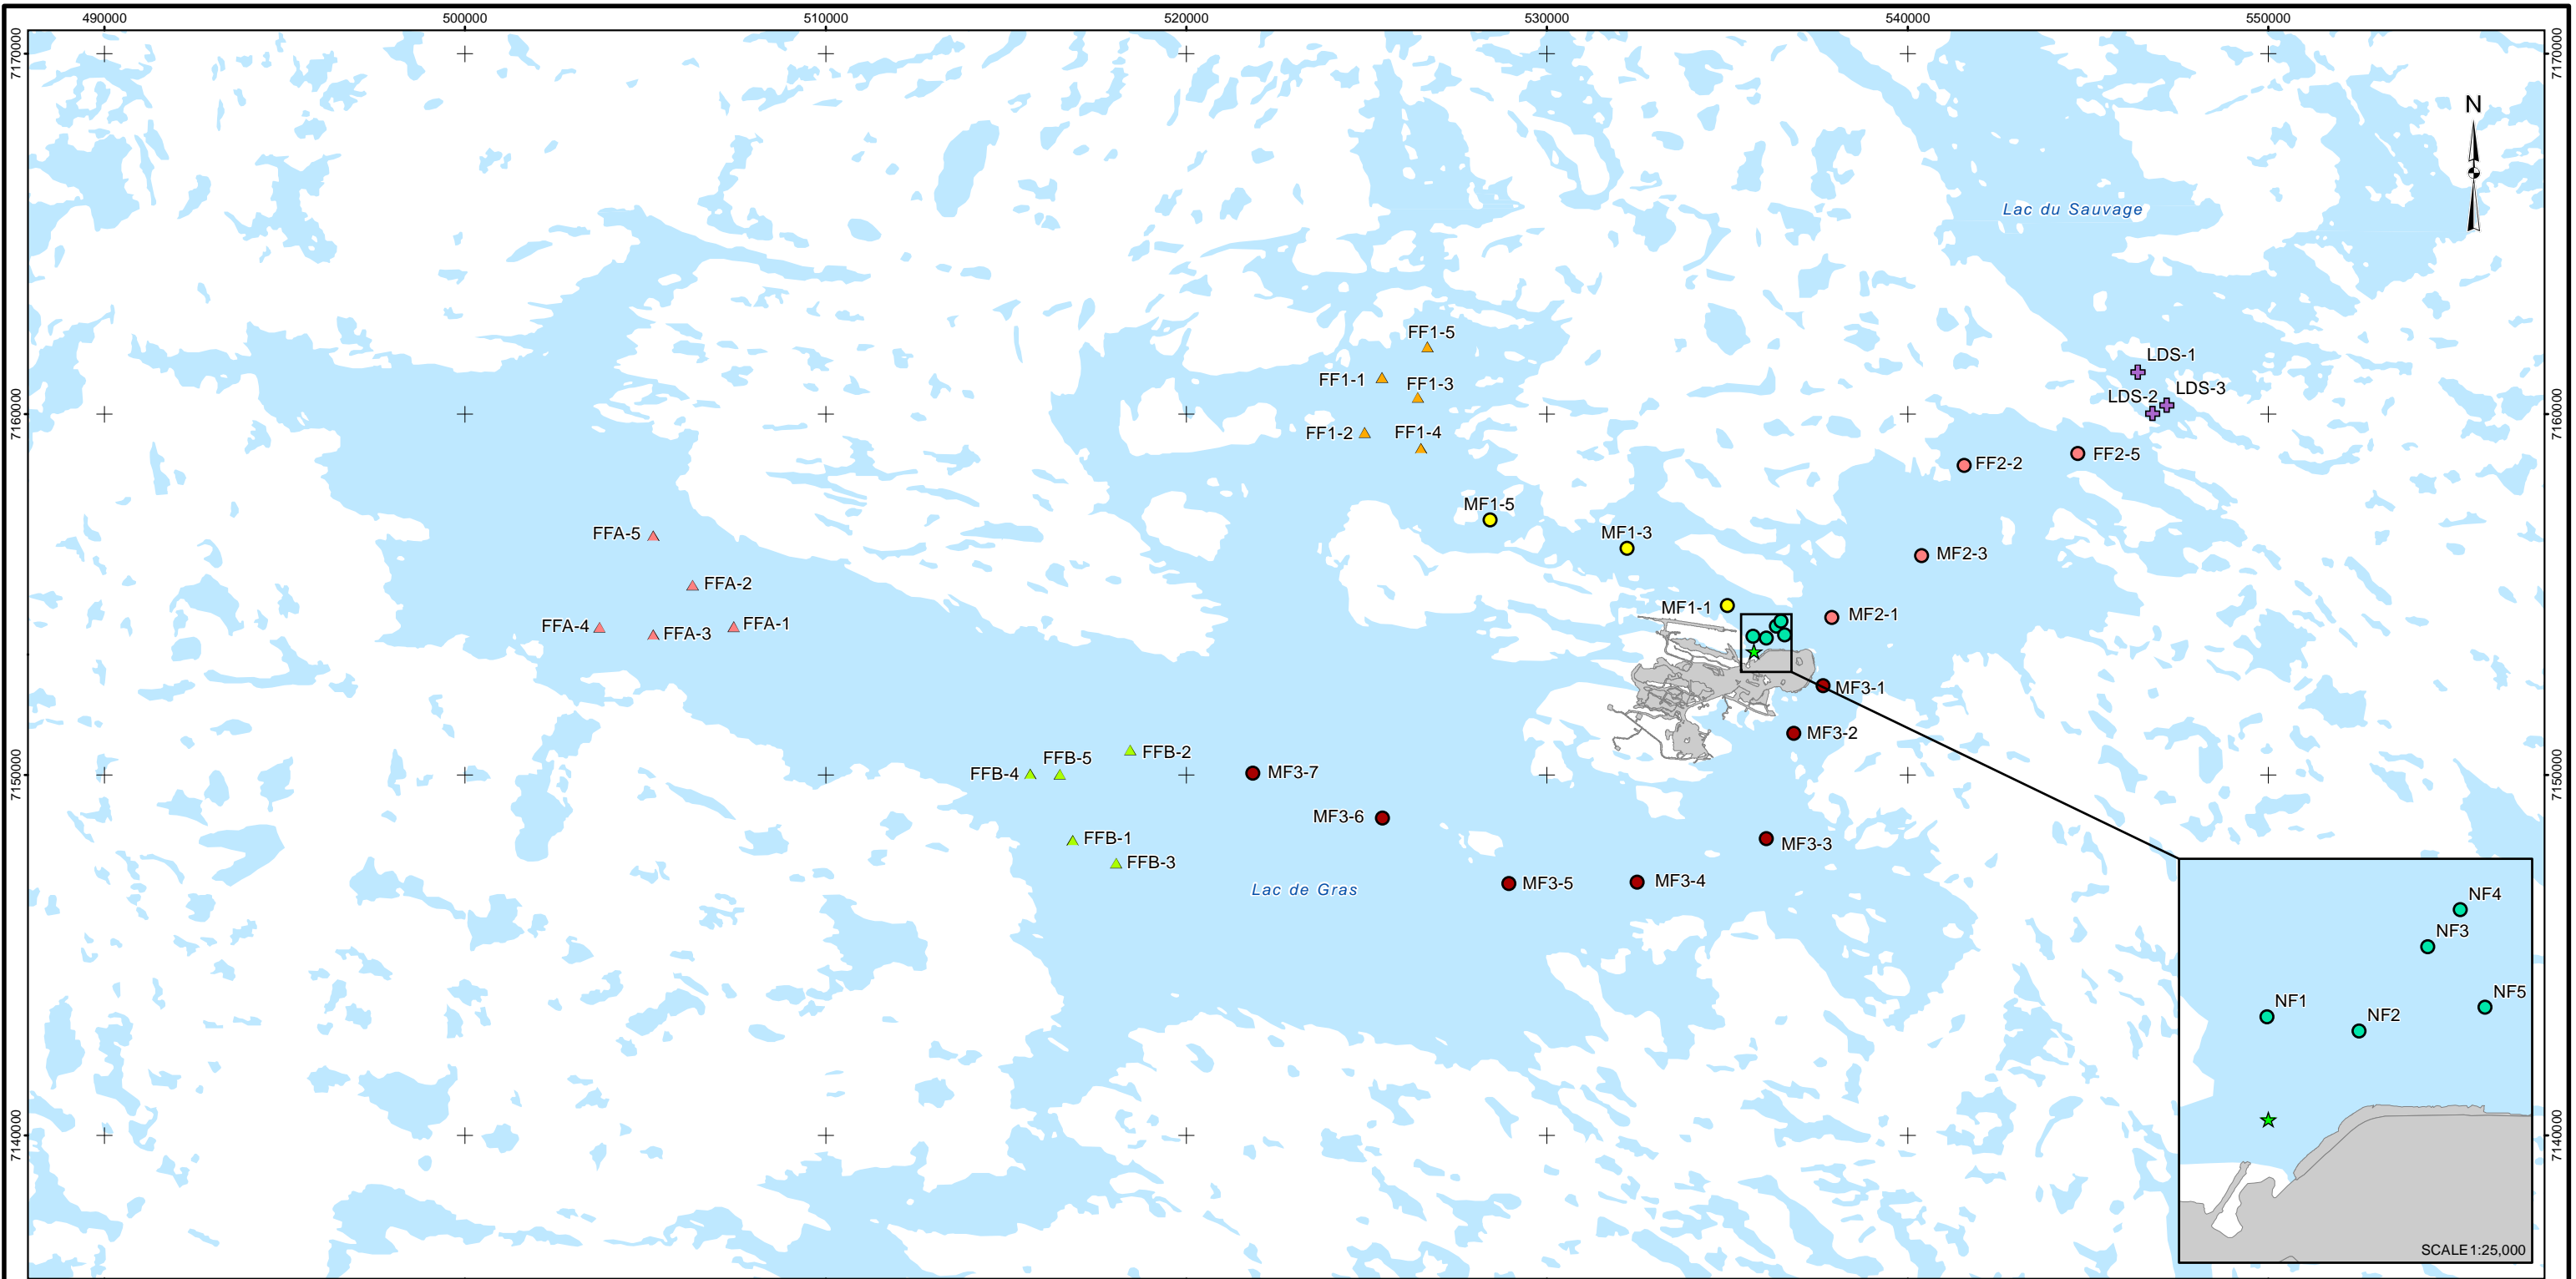 490000
500000
510000
520000
530000
540000
550000
7170000
7170000
N
Lac du Sauvage
FF1-5
LDS-1
FF1-1
FF1-3
LDS-3
LDS-2
7160000
7160000
FF1-2
FF1-4
FF2-5
FF2-2
MF1-5
MF1-3
FFA-5
MF2-3
FFA-2
MF1-1
MF2-1
FFA-4
FFA-1
FFA-3
MF3-1
MF3-2
FFB-2
FFB-5
FFB-4
MF3-7
7150000
7150000
MF3-6
FFB-1
MF3-3
FFB-3
MF3-5
MF3-4
Lac de Gras
NF4
NF3
NF5
NF1
NF2
7140000
7140000
SCALE 1:25,000